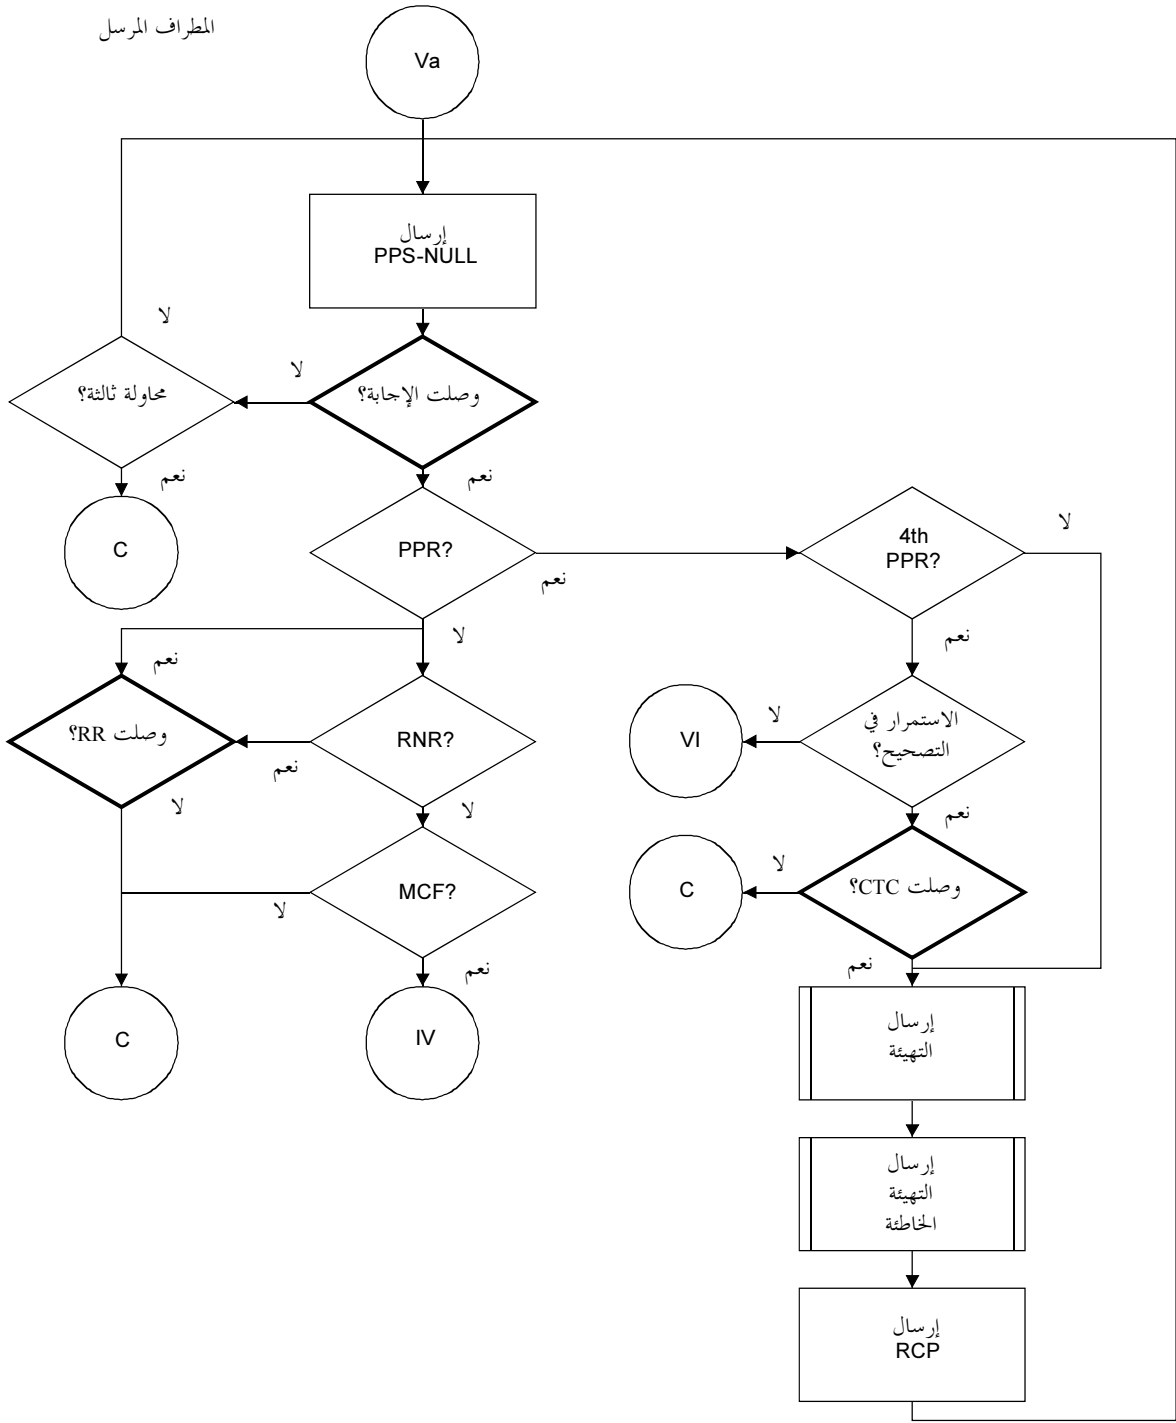 المطراف المرسل
Va
إرسال
PPS-NULL
لا
لا
محاولة ثالثة؟
وصلت الإجابة؟
نعم
نعم
C
PPR?
نعم
4th
PPR?
لا
لا
نعم
نعم
وصلت RR؟
RNR?
نعم
لا
لا
VI
لا
الاستمرار في
التصحيح؟
نعم
MCF?
لا
نعم
C
لا
وصلت CTC؟
نعم
C
IV
إرسال
التهيئة
إرسال
التهيئة
الخاطئة
إرسال
RCP